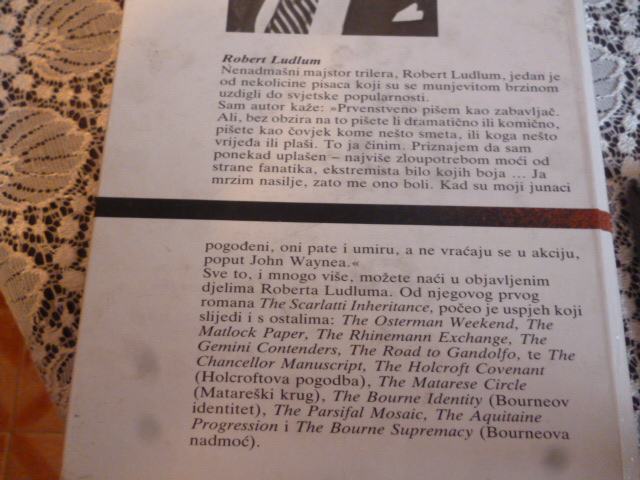 Robert Ludlum
Nenadmašni majstor trilera, Robert Ludlum, jedan je
od nekolicine pisaca koji su se munjevitom brzinom
uzdigli do svjetske popularnosti.
Sam autor kaže: »Prvenstveno pišem kao zabavljač.
Ali, bez obzira na to pišete li dramatično ili komično,
pišete kao čovjek kome nešto smeta, ili koga nešto
vrijeđa ili plaši. To ja činim. Priznajem da sam
ponekad uplašen – najviše zloupotrebom moći od
strane fanatika, ekstremista bilo kojih boja ... Ja
mrzim nasilje, zato me ono boli. Kad su moji junaci
pogođeni, oni pate i umiru, a ne vraćaju se u akciju,
poput John Waynea.«
Sve to, i mnogo više, možete naći u objavljenim
djelima Roberta Ludluma. Od njegovog prvog
romana The Scarlatti Inheritance, počeo je uspjeh koji
slijedi i s ostalima: The Osterman Weekend, The
Matlock Paper, The Rhinemann Exchange, The
Gemini Contenders, The Road to Gandolfo, te The
Chancellor Manuscript, The Holcroft Covenant
(Holcroftova pogodba), The Matarese Circle
(Matareški krug), The Bourne Identity (Bourneov
identitet), The Parsifal Mosaic, The Aquitaine
Progression i The Bourne Supremacy (Bourneova
nadmoć).